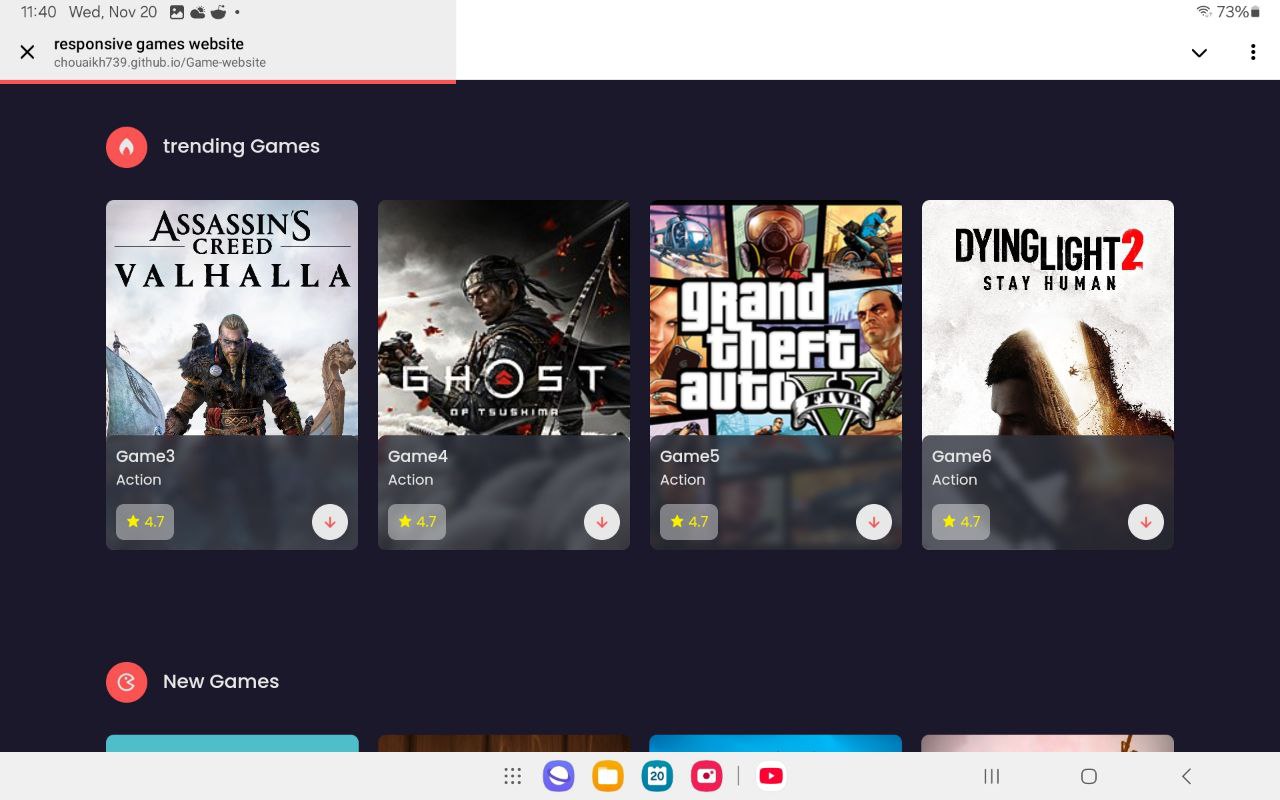 11:40 Wed, Nov 20 •
73%
responsive games website
chouaikh739.github.io/Game-website
trending Games
ASSASSIN'S
CREED
VALHALLA
Game3
Action
4.7
GHOST
OF TSUSHIMA
Game4
Action
4.7
grand
theft
auto V
FIVE
Game5
Action
4.7
DYING LIGHT 2
STAY HUMAN
Game6
Action
4.7
New Games
20